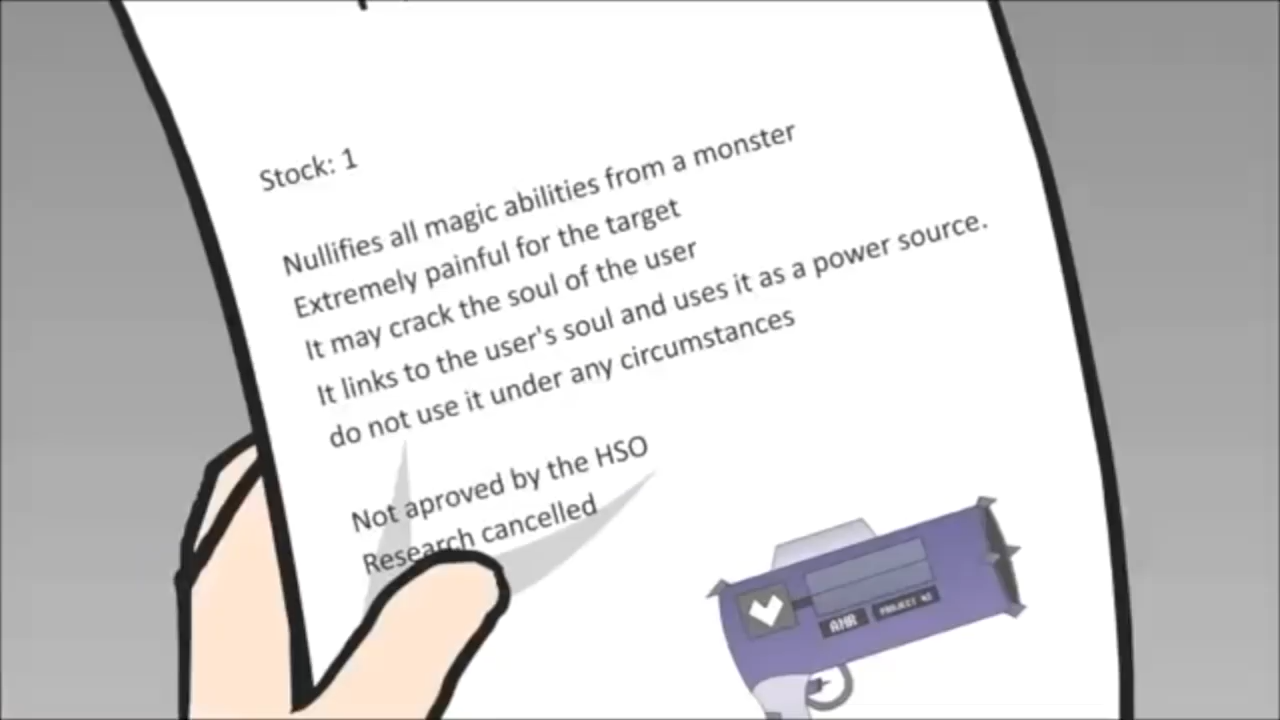 Stock: 1
Nullifies all magic abilities from a monster
Extremely painful for the target
It may crack the soul of the user
It links to the user's soul and uses it as a power source.
do not use it under any circumstances
Not aproved by the HSO
Research cancelled
AHR